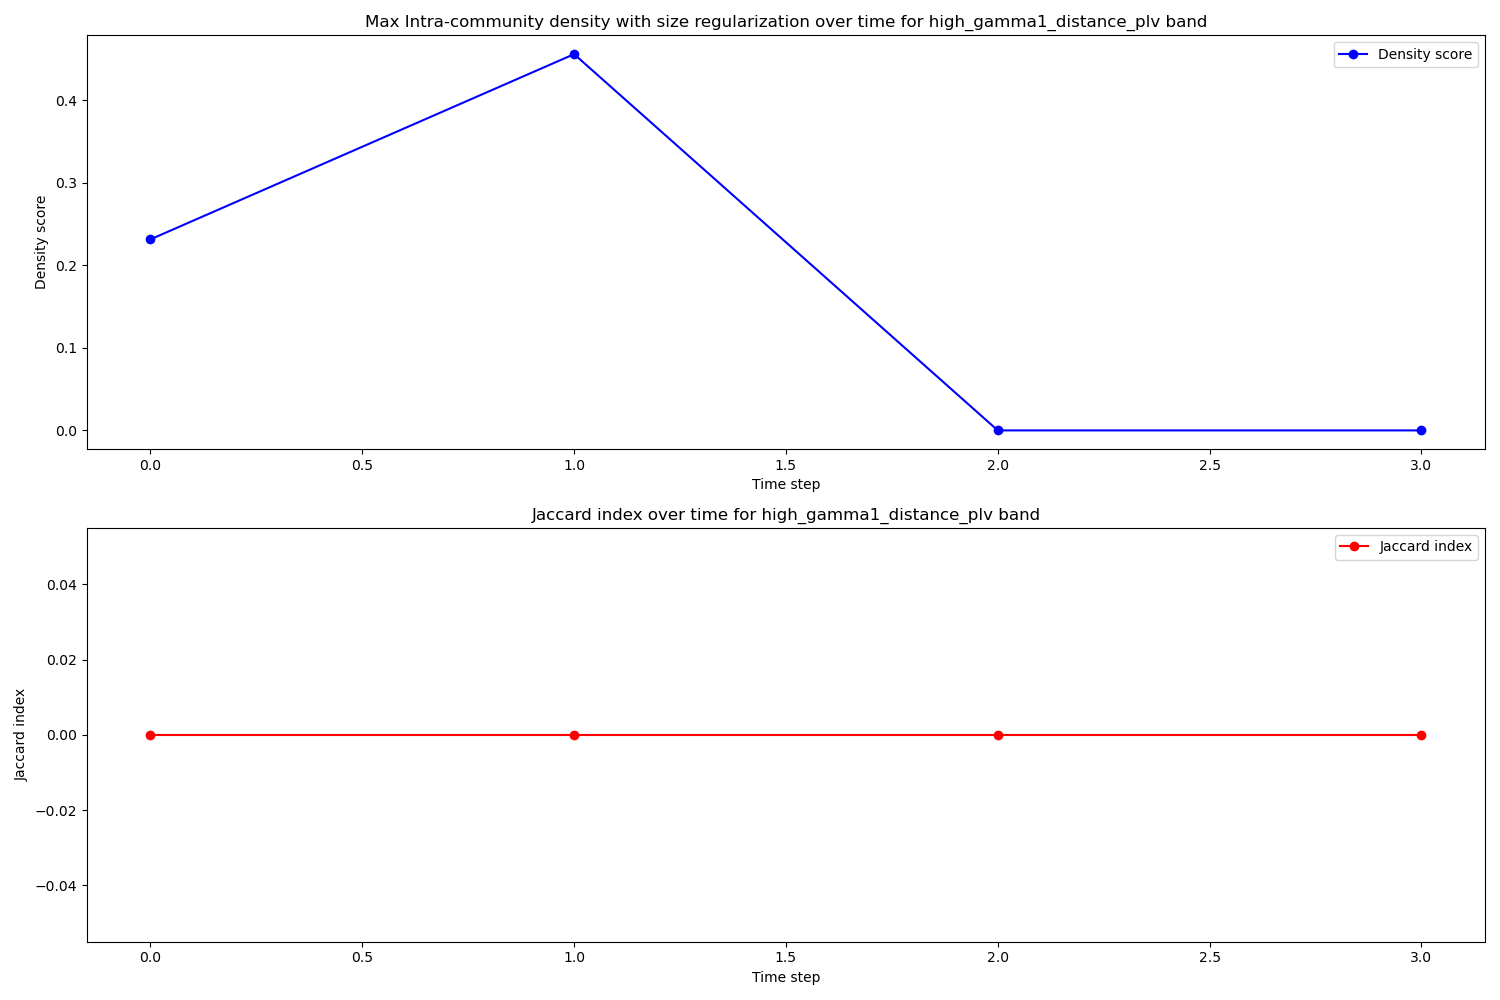 Max Intra-community density with size regularization over time for high_gamma1_distance_plv band
Density score
0.4
0.3
0.2
0.1
0.0
Density score
0.0 0.5 1.0 1.5 2.0 2.5 3.0
Time step
Jaccard index over time for high_gamma1_distance_plv band
Jaccard index
0.04
0.02
0.00
−0.02
−0.04
Jaccard index
0.0 0.5 1.0 1.5 2.0 2.5 3.0
Time step